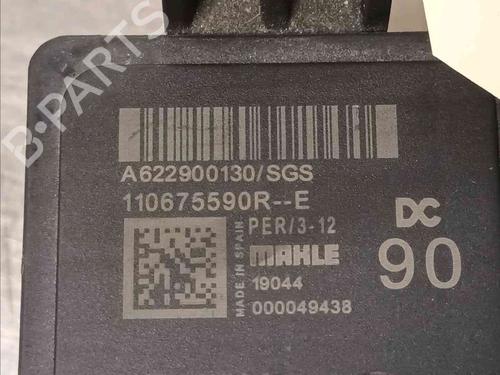 B-PARTS
A622900130/SGS
110675590R--E
PER/3-12
DC
MADE IN SPAIN
MAHLE
90
19044
000049438